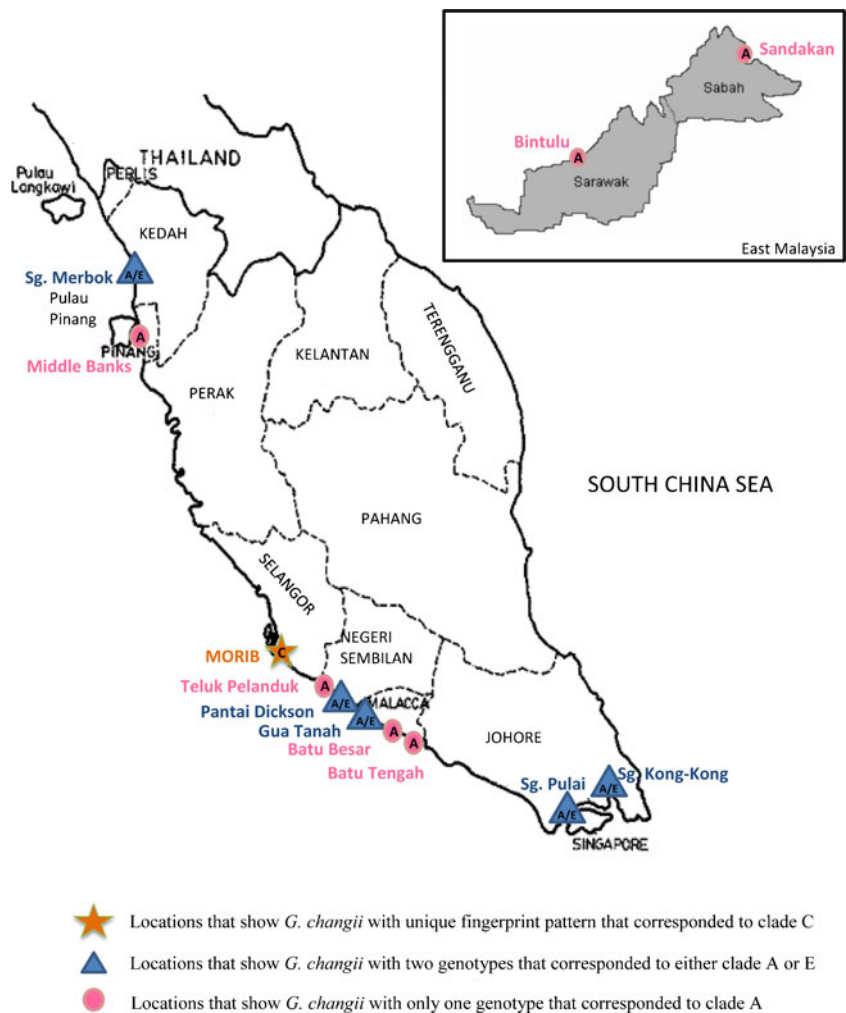 Sandakan
A
Sabah
Bintulu
A
Sarawak
East Malaysia
THAILAND
Pulau
Langkawi
PERLIS
KEDAH
Sg. Merbok
A/E
Pulau
Pinang
A
PINANG
Middle Banks
PERAK
KELANTAN
TERENGGANU
SOUTH CHINA SEA
PAHANG
SELANGOR
NEGERI
SEMBILAN
MORIB
C
Teluk Pelanduk
A
Pantai Dickson
A/E
MALACCA
Gua Tanah
A/E
Batu Besar
A
Batu Tengah
A
JOHORE
Sg. Pulai
A/E
Sg. Kong-Kong
A/E
SINGAPORE
Locations that show G. changii with unique fingerprint pattern that corresponded to clade C
Locations that show G. changii with two genotypes that corresponded to either clade A or E
Locations that show G. changii with only one genotype that corresponded to clade A